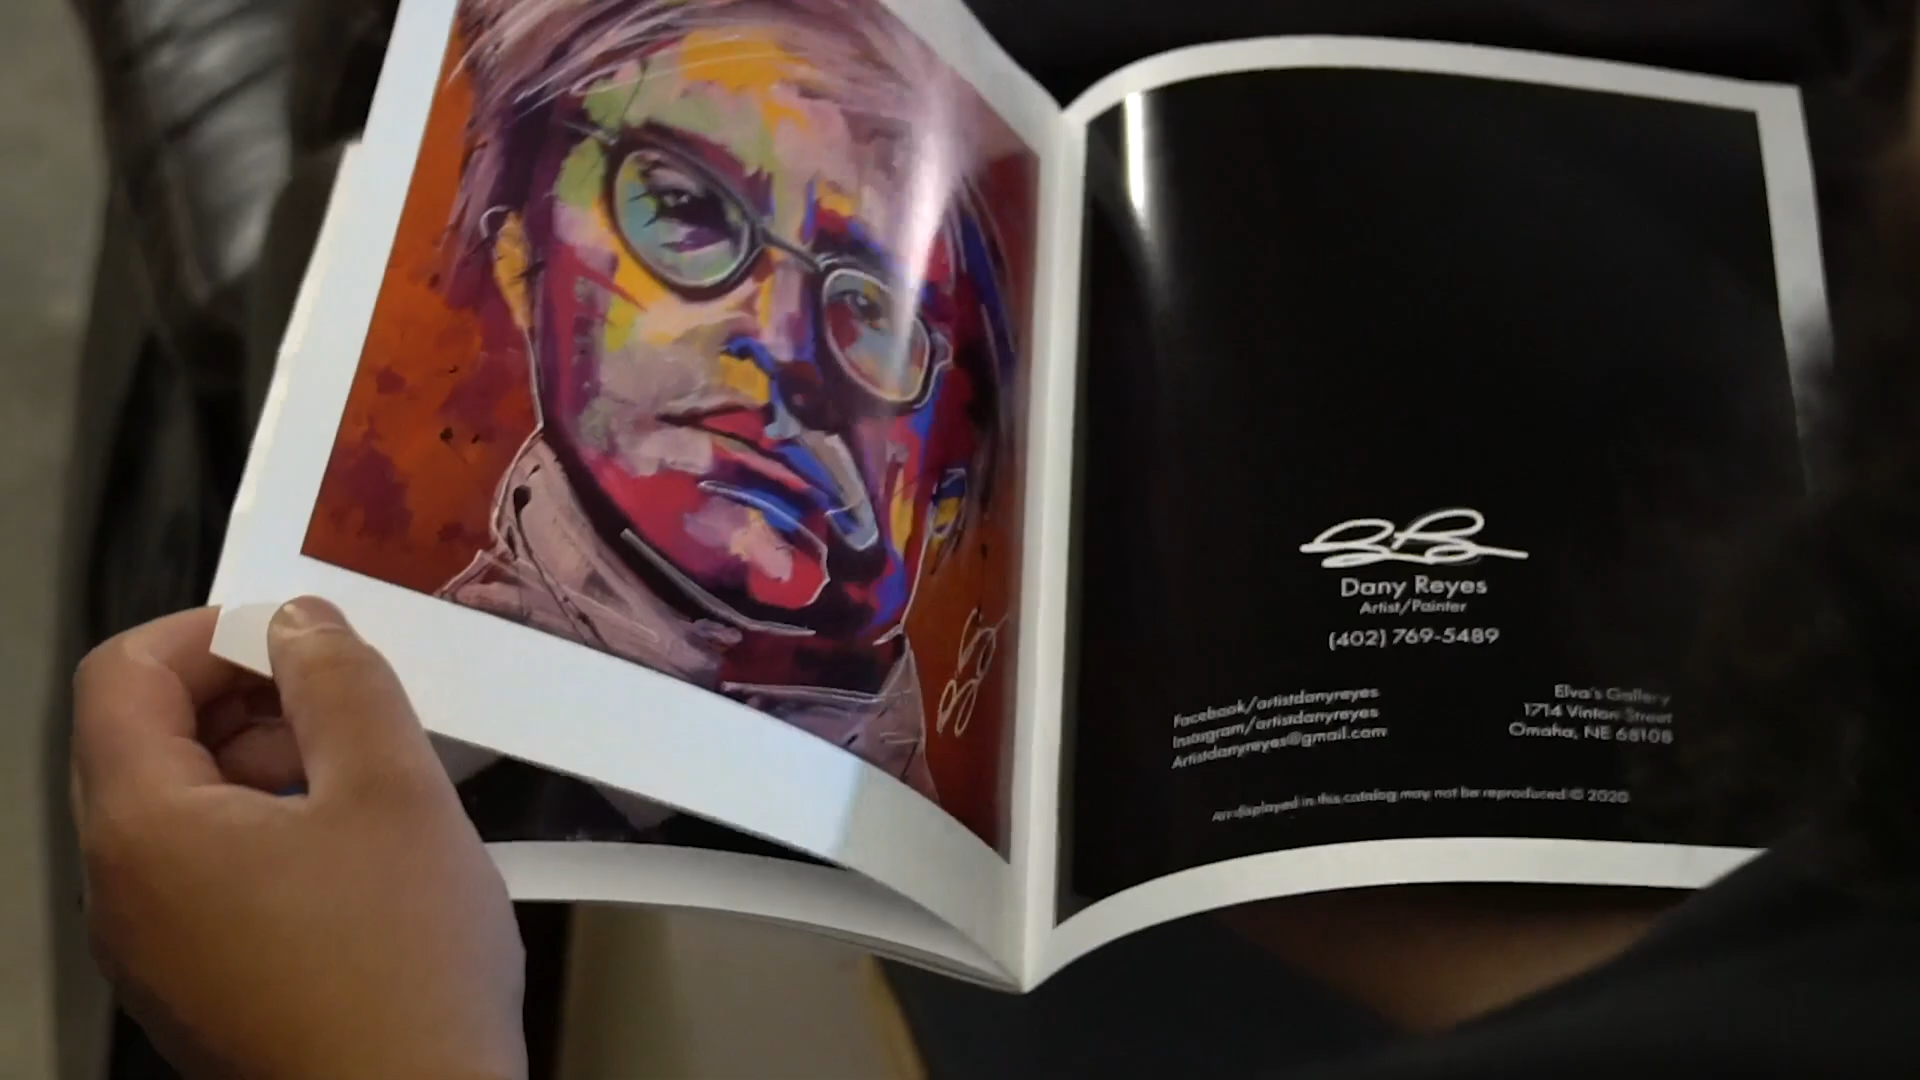 Dany Reyes
Artist/Painter
(402) 769-5489
Facebook/artistdanyreyes
Instagram/artistdanyreyes
Artistdanyreyes@gmail.com
Elva's Gallery
1714 Vinton Street
Omaha, NE 68108
Art displayed in this catalog may not be reproduced © 2020